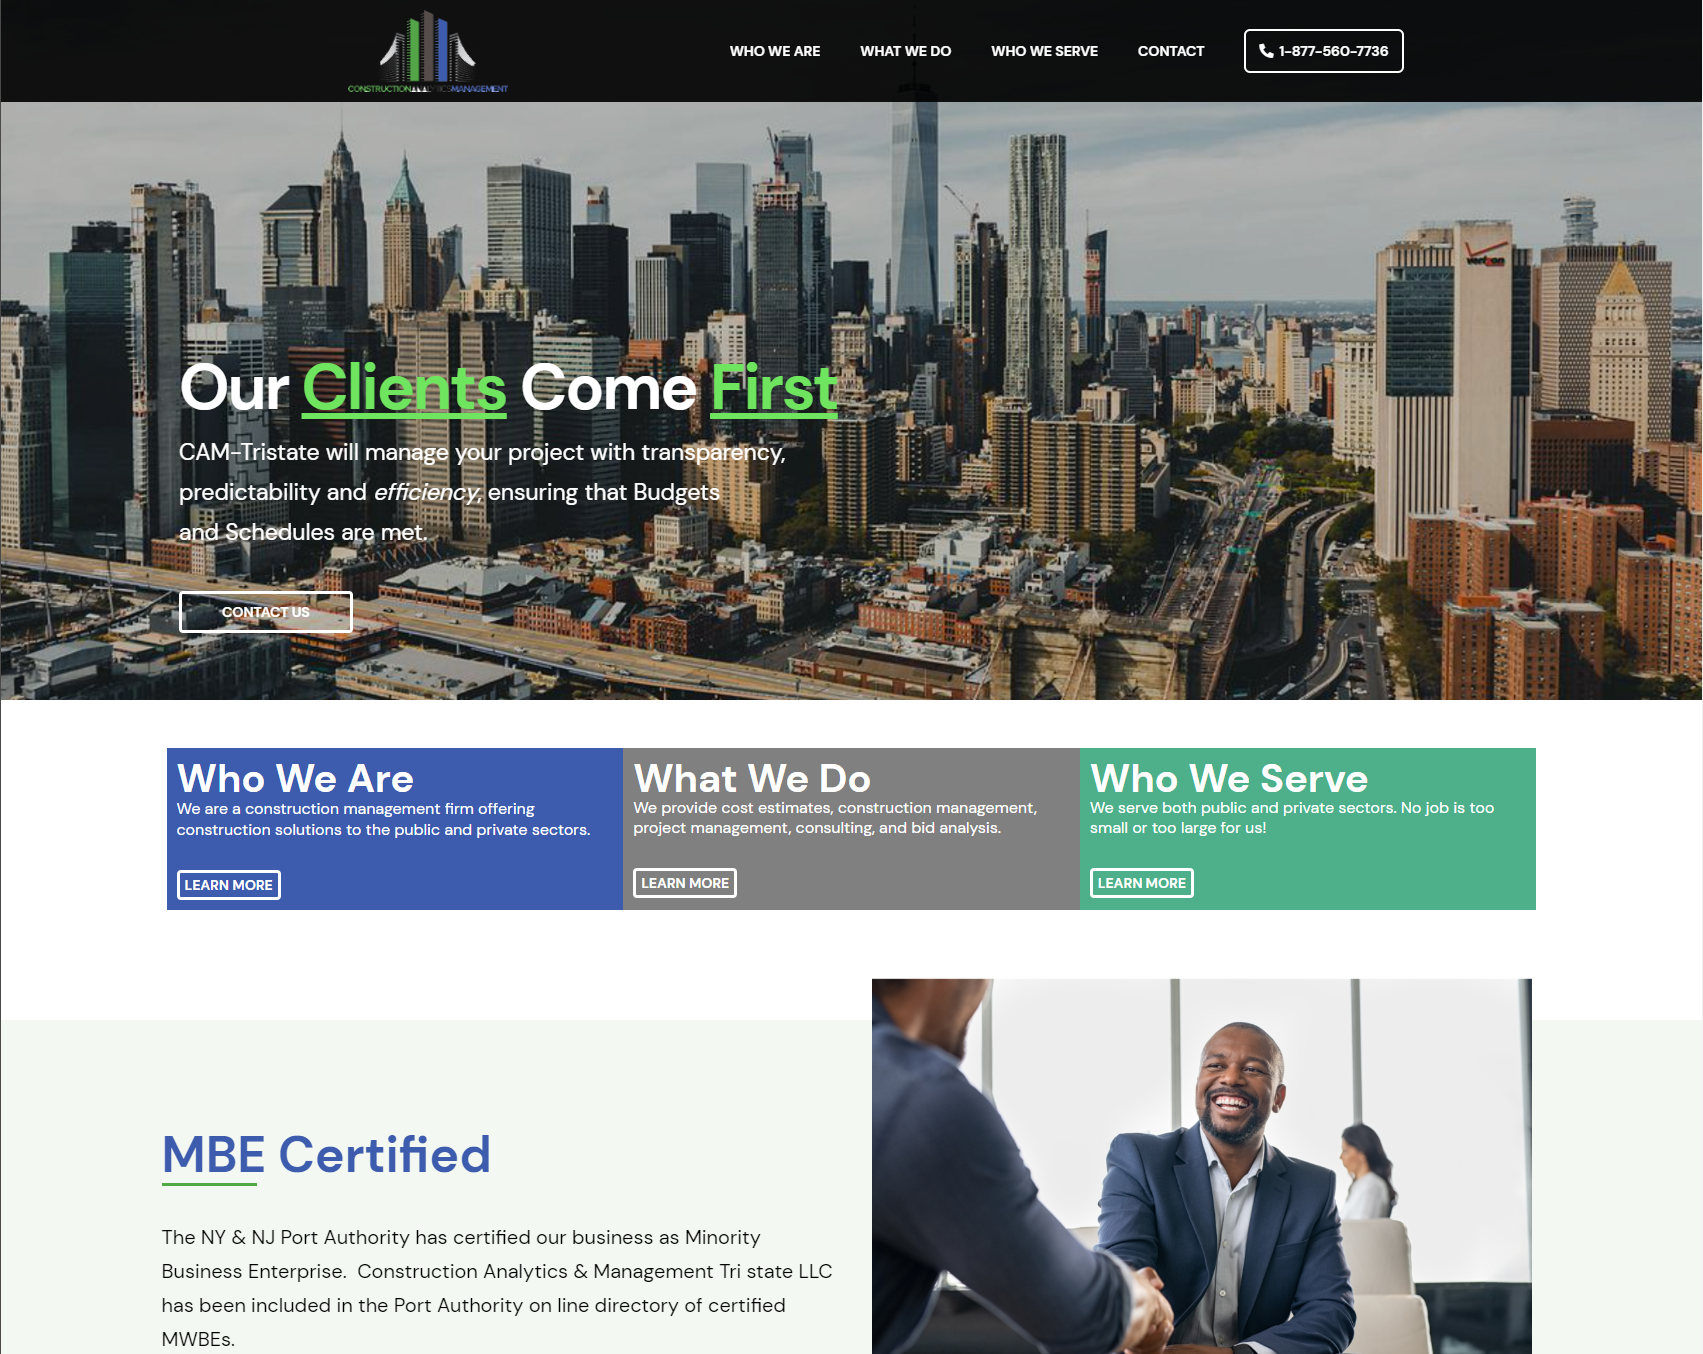 CONSTRUCTIONANALYTICSMANAGEMENT
WHO WE ARE
WHAT WE DO
WHO WE SERVE
CONTACT
1-877-560-7736
verizon
Our Clients Come First
CAM-Tristate will manage your project with transparency,
predictability and efficiency, ensuring that Budgets
and Schedules are met.
CONTACT US
Who We Are
We are a construction management firm offering
construction solutions to the public and private sectors.
LEARN MORE
What We Do
We provide cost estimates, construction management,
project management, consulting, and bid analysis.
LEARN MORE
Who We Serve
We serve both public and private sectors. No job is too
small or too large for us!
LEARN MORE
MBE Certified
The NY & NJ Port Authority has certified our business as Minority
Business Enterprise.  Construction Analytics & Management Tri state LLC
has been included in the Port Authority on line directory of certified
MWBEs.